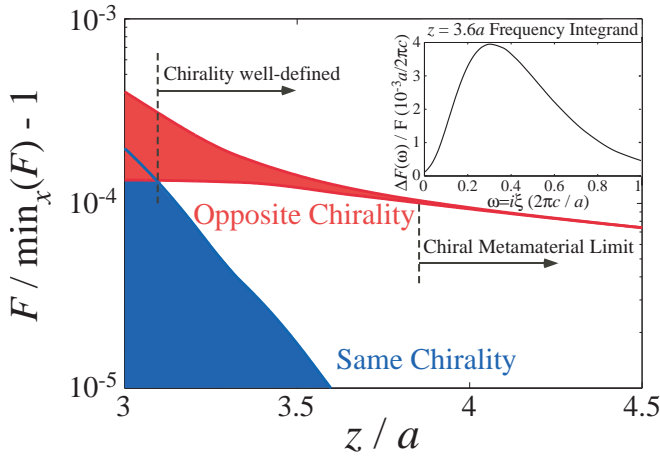 10-3
10-4
10-5
F / minx(F) - 1
Chirality well-defined
Opposite Chirality
Chiral Metamaterial Limit
Same Chirality
3
3.5
4
4.5
z / a
z = 3.6a Frequency Integrand
ΔF(ω) / F (10-3a/2πc)
4
3
2
1
0
0
0.2
0.4
0.6
0.8
1
ω=iξ (2πc / a)